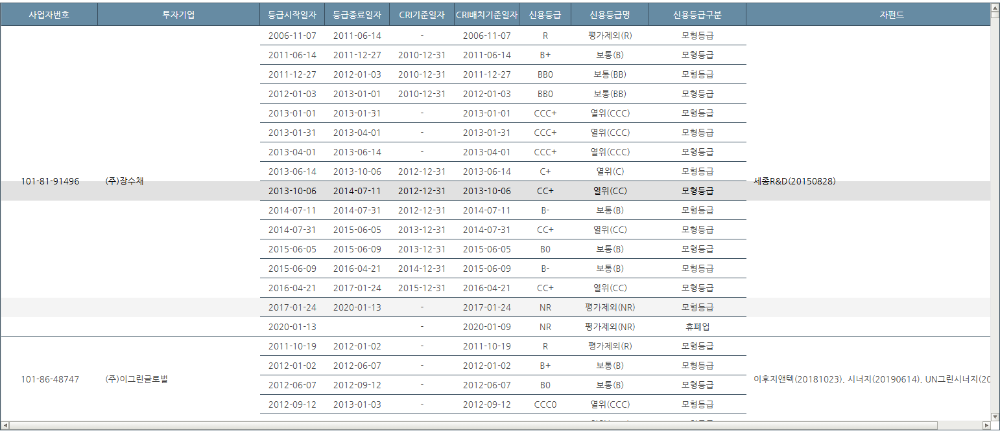 사업자번호 투자기업 등급시작일자 등급종료일자 CRI기준일자 CRI배치기준일자 신용등급 신용등급명 신용등급구분 자펀드
2006-11-07 2011-06-14 - 2006-11-07 R 평가제외(R) 모형등급
2011-06-14 2011-12-27 2010-12-31 2011-06-14 B+ 보통(B) 모형등급
2011-12-27 2012-01-03 2010-12-31 2011-12-27 BB0 보통(BB) 모형등급
2012-01-03 2013-01-01 2010-12-31 2012-01-03 BB0 보통(BB) 모형등급
2013-01-01 2013-01-31 - 2013-01-01 CCC+ 열위(CCC) 모형등급
2013-01-31 2013-04-01 - 2013-01-31 CCC+ 열위(CCC) 모형등급
2013-04-01 2013-06-14 - 2013-04-01 CCC+ 열위(CCC) 모형등급
2013-06-14 2013-10-06 2012-12-31 2013-06-14 C+ 열위(C) 모형등급
101-81-91496 (주)장수채 세종R&D(20150828)
2013-10-06 2014-07-11 2012-12-31 2013-10-06 CC+ 열위(CC) 모형등급
2014-07-11 2014-07-31 2012-12-31 2014-07-11 B- 보통(B) 모형등급
2014-07-31 2015-06-05 2013-12-31 2014-07-31 CC+ 열위(CC) 모형등급
2015-06-05 2015-06-09 2013-12-31 2015-06-05 B0 보통(B) 모형등급
2015-06-09 2016-04-21 2014-12-31 2015-06-09 B- 보통(B) 모형등급
2016-04-21 2017-01-24 2015-12-31 2016-04-21 CC+ 열위(CC) 모형등급
2017-01-24 2020-01-13 - 2017-01-24 NR 평가제외(NR) 모형등급
2020-01-13 - 2020-01-09 NR 평가제외(NR) 휴폐업
2011-10-19 2012-01-02 - 2011-10-19 R 평가제외(R) 모형등급
2012-01-02 2012-06-07 - 2012-01-02 B+ 보통(B) 모형등급
101-86-48747 (주)이그린글로벌 이후지앤텍(20181023), 시너지(20190614), UN그린시너지(20
2012-06-07 2012-09-12 - 2012-06-07 B0 보통(B) 모형등급
2012-09-12 2013-01-03 - 2012-09-12 CCC0 열위(CCC) 모형등급